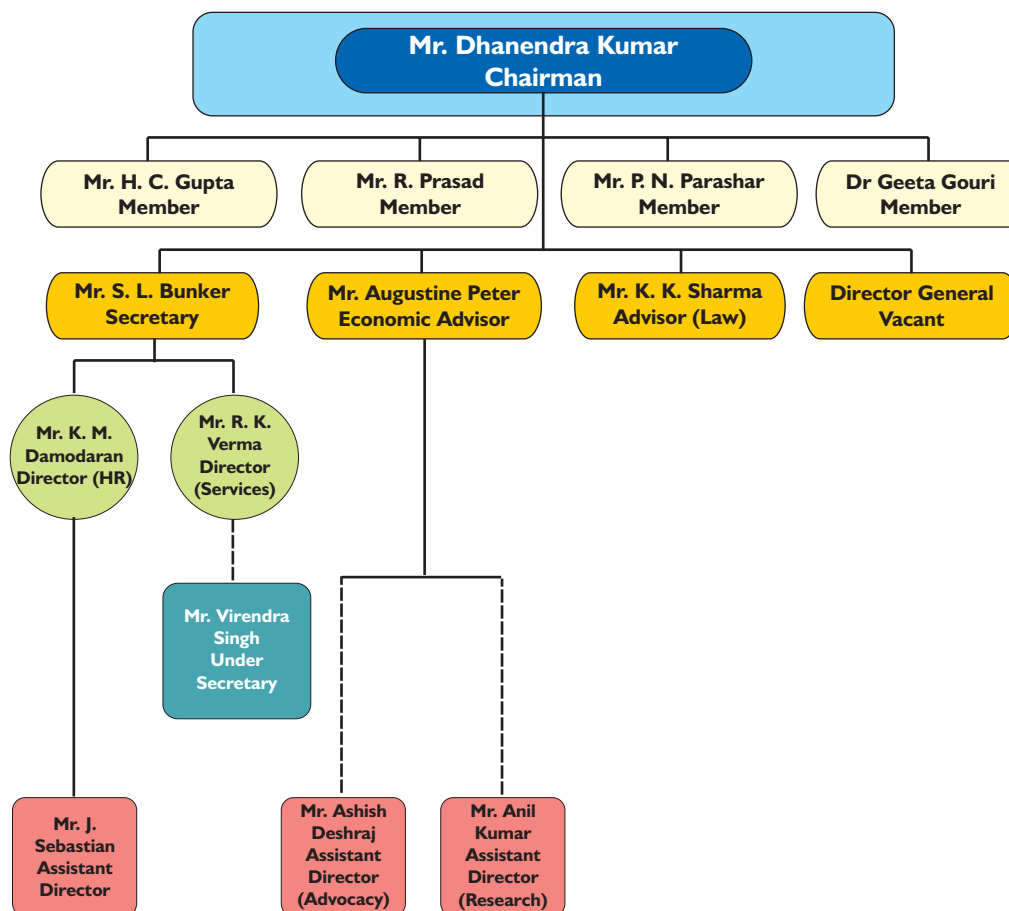 Mr. Dhanendra Kumar
Chairman
Mr. H. C. Gupta
Member
Mr. R. Prasad
Member
Mr. P. N. Parashar
Member
Dr Geeta Gouri
Member
Mr. S. L. Bunker
Secretary
Mr. Augustine Peter
Economic Advisor
Mr. K. K. Sharma
Advisor (Law)
Director General
Vacant
Mr. K. M.
Damodaran
Director (HR)
Mr. R. K.
Verma
Director
(Services)
Mr. Virendra
Singh
Under
Secretary
Mr. J.
Sebastian
Assistant
Director
Mr. Ashish
Deshraj
Assistant
Director
(Advocacy)
Mr. Anil
Kumar
Assistant
Director
(Research)